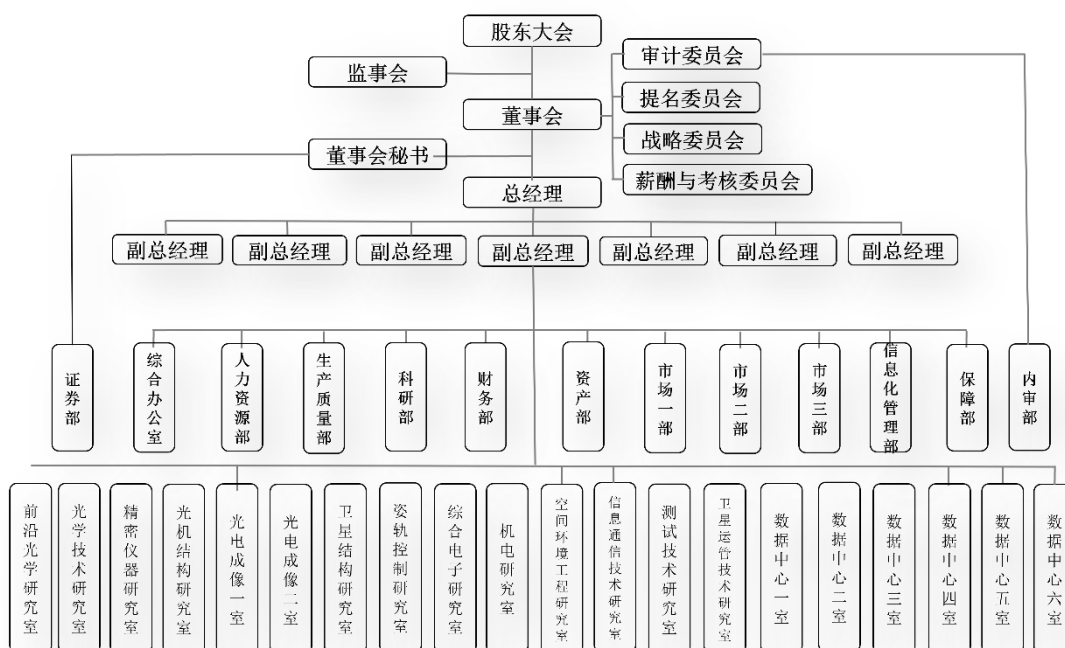 股东大会
审计委员会
监事会
提名委员会
董事会
战略委员会
董事会秘书
薪酬与考核委员会
总经理
副总经理
副总经理
副总经理
副总经理
副总经理
副总经理
副总经理
证券部
综合办公室
人力资源部
生产质量部
科研部
财务部
资产部
市场一部
市场二部
市场三部
信息化管理部
保障部
内审部
前沿光学研究室
光学技术研究室
精密仪器研究室
光机结构研究室
光电成像一室
光电成像二室
卫星结构研究室
姿轨控制研究室
综合电子研究室
机电研究室
空间环境工程研究室
信息通信技术研究室
测试技术研究室
卫星运管技术研究室
数据中心一室
数据中心二室
数据中心三室
数据中心四室
数据中心五室
数据中心六室